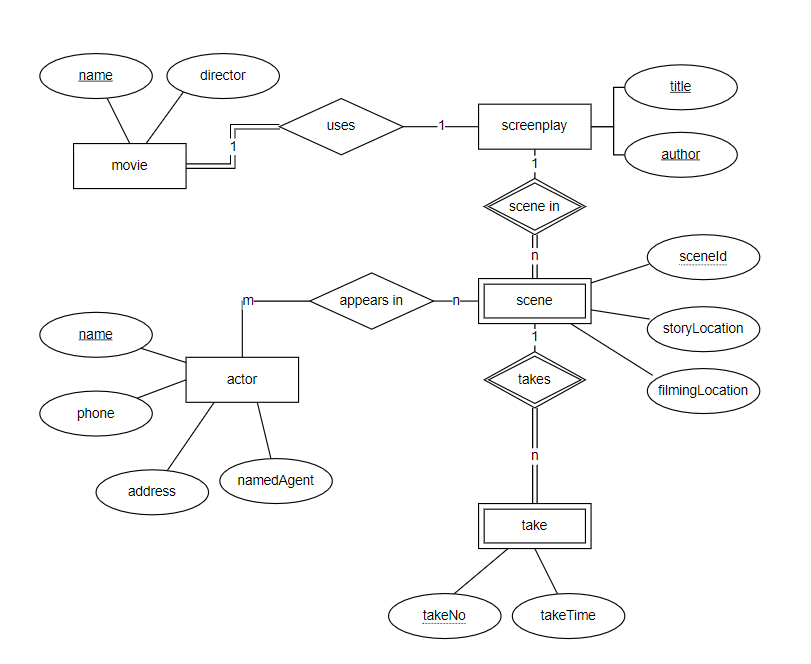 name
director
title
uses
1
screenplay
1
movie
author
1
scene in
n
sceneId
m
appears in
n
scene
storyLocation
name
1
actor
takes
filmingLocation
phone
n
namedAgent
address
take
takeNo
takeTime